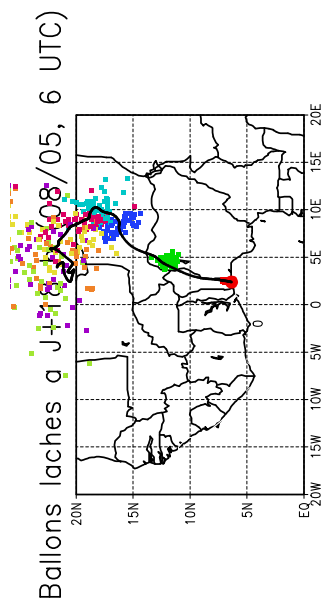 Ballons laches a J- 08/05, 6 UTC)
20N
15N
10N
5N
EQ
20W
15W
10W
5W
0
5E
10E
15E
20E
0